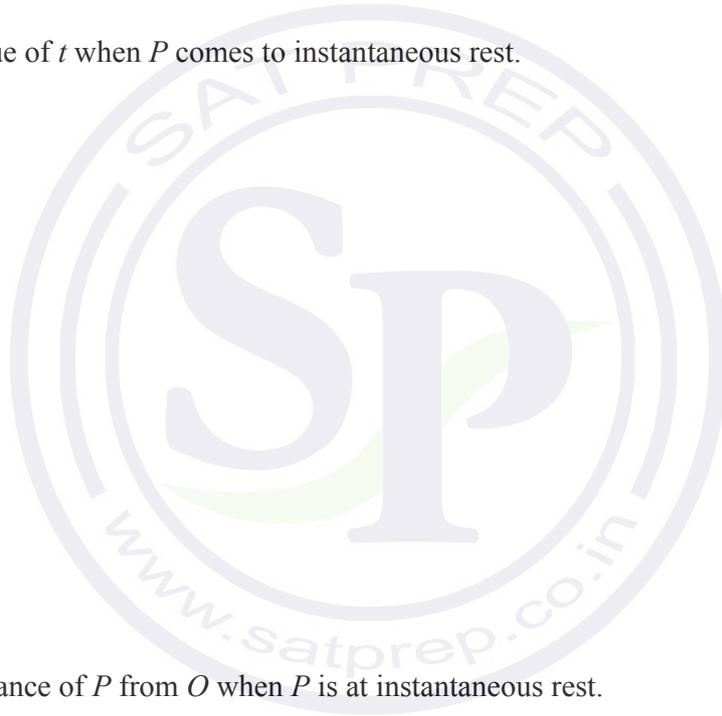 ue of t when P comes to instantaneous rest.
SAT PREP
SP
www.satprep.co.in
ance of P from O when P is at instantaneous rest.